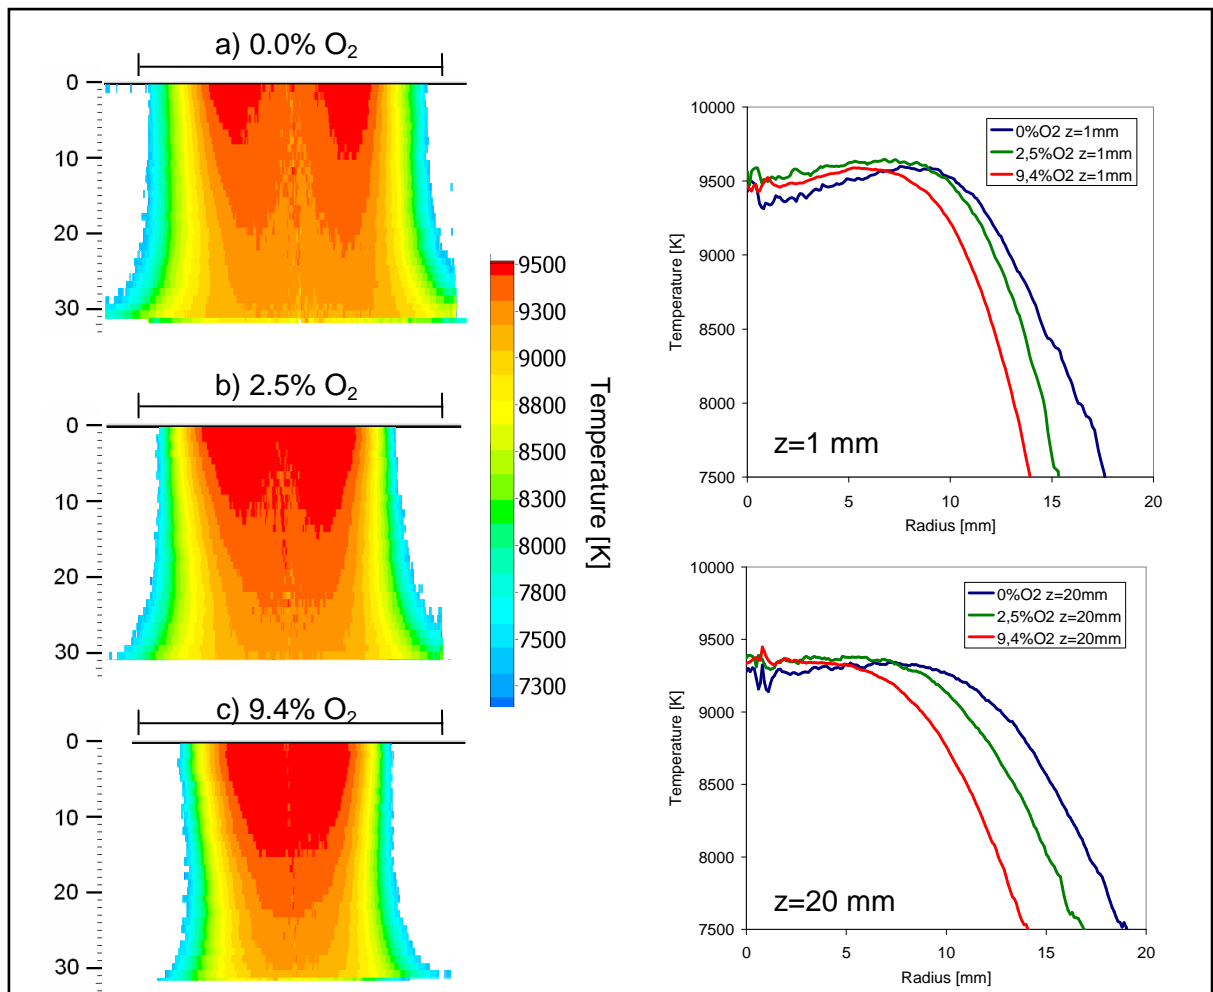 a) 0.0% O2
0
10
20
30
b) 2.5% O2
0
10
20
30
c) 9.4% O2
0
10
20
30
9500
9300
9000
8800
8500
8300
8000
7800
7500
7300
Temperature [K]
10000
9500
9000
8500
8000
7500
Temperature [K]
0%O2 z=1mm
2,5%O2 z=1mm
9,4%O2 z=1mm
z=1 mm
0 5 10 15 20
Radius [mm]
10000
9500
9000
8500
8000
7500
Temperature [K]
0%O2 z=20mm
2,5%O2 z=20mm
9,4%O2 z=20mm
z=20 mm
0 5 10 15 20
Radius [mm]